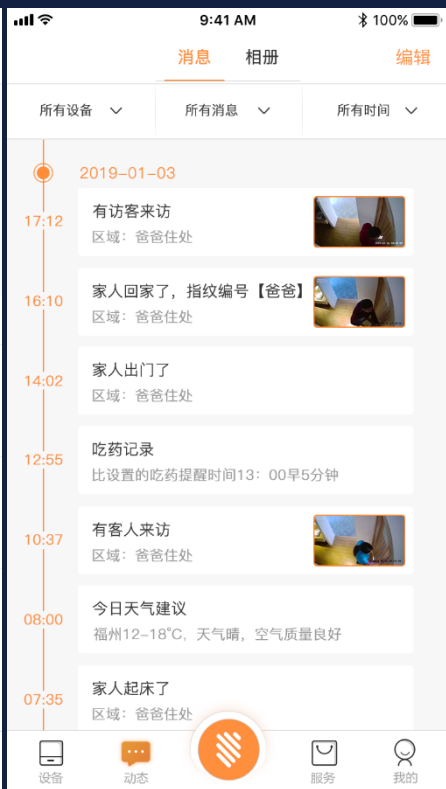 9:41 AM
100%
消息
相册
编辑
所有设备
所有消息
所有时间
2019-01-03
17:12
有访客来访
区域：爸爸住处
16:10
家人回家了，指纹编号【爸爸】
区域：爸爸住处
14:02
家人出门了
区域：爸爸住处
12:55
吃药记录
比设置的吃药提醒时间13：00早5分钟
10:37
有客人来访
区域：爸爸住处
08:00
今日天气建议
福州12-18℃，天气晴，空气质量良好
07:35
家人起床了
区域：爸爸住处
设备
动态
服务
我的